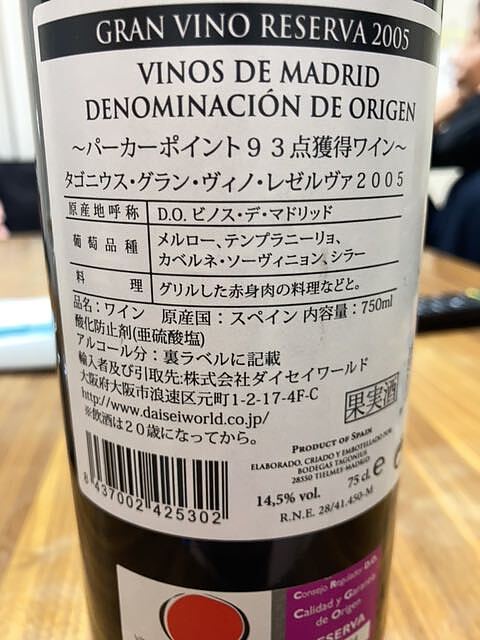 GRAN VINO RESERVA 2005
VINOS DE MADRID
DENOMINACIÓN DE ORIGEN
～パーカーポイント９３点獲得ワイン～
タゴニウス・グラン・ヴィノ・レゼルヴァ２００５
原産地呼称 D.O. ビノス・デ・マドリッド
葡萄品種 メルロー、テンプラニーリョ、
カベルネ・ソーヴィニョン、シラー
料理 グリルした赤身肉の料理などと。
品名：ワイン 原産国：スペイン 内容量：750ml
酸化防止剤(亜硫酸塩)
アルコール分：裏ラベルに記載
輸入者及び引取先:株式会社ダイセイワールド
大阪府大阪市浪速区元町1-2-17-4F-C
http://www.daiseiworld.co.jp/
※飲酒は２０歳になってから。
果実酒
8 437002 425302
PRODUCT OF SPAIN
ELABORADO, CRIADO Y EMBOTELLADO POR:
BODEGAS TAGONIUS
28550 TIELMES-MADRID
14,5% vol. 75 cl. e
R.N.E. 28/41.450-M
Consejo Regulador D.O.
Calidad y Garantía
de Origen
RESERVA